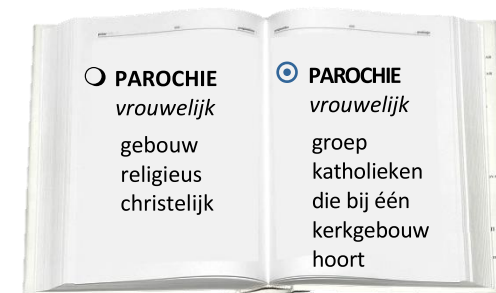 PAROCHIE
vrouwelijk
gebouw
religieus
christelijk
PAROCHIE
vrouwelijk
groep
katholieken
die bij één
kerkgebouw
hoort